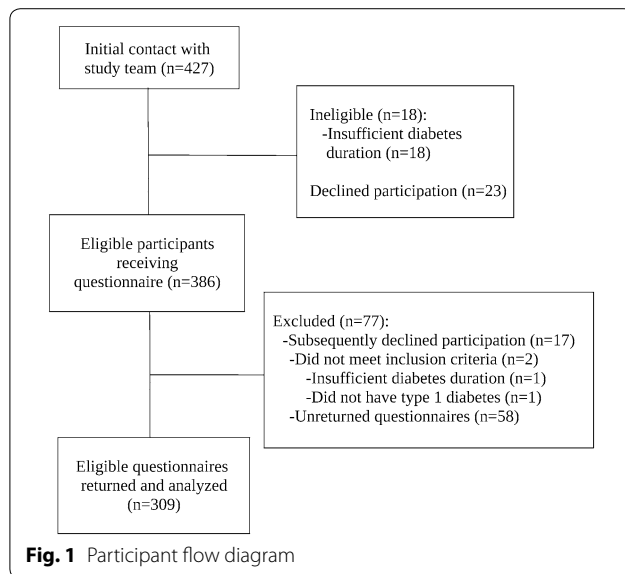 Initial contact with
study team (n=427)
Ineligible (n=18):
-Insufficient diabetes
duration (n=18)
Declined participation (n=23)
Eligible participants
receiving
questionnaire (n=386)
Excluded (n=77):
-Subsequently declined participation (n=17)
-Did not meet inclusion criteria (n=2)
-Insufficient diabetes duration (n=1)
-Did not have type 1 diabetes (n=1)
-Unreturned questionnaires (n=58)
Eligible questionnaires
returned and analyzed
(n=309)
Fig. 1 Participant flow diagram